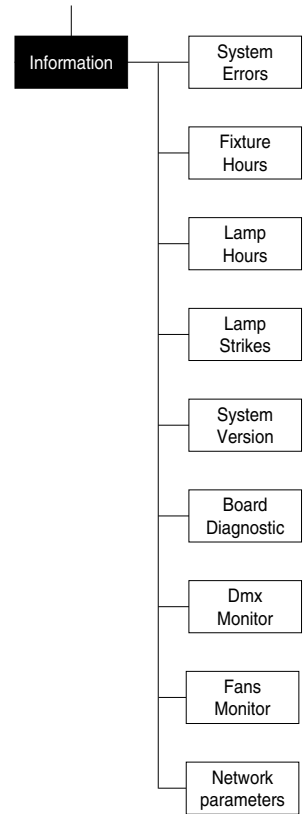 Information
System
Errors
Fixture
Hours
Lamp
Hours
Lamp
Strikes
System
Version
Board
Diagnostic
Dmx
Monitor
Fans
Monitor
Network
parameters